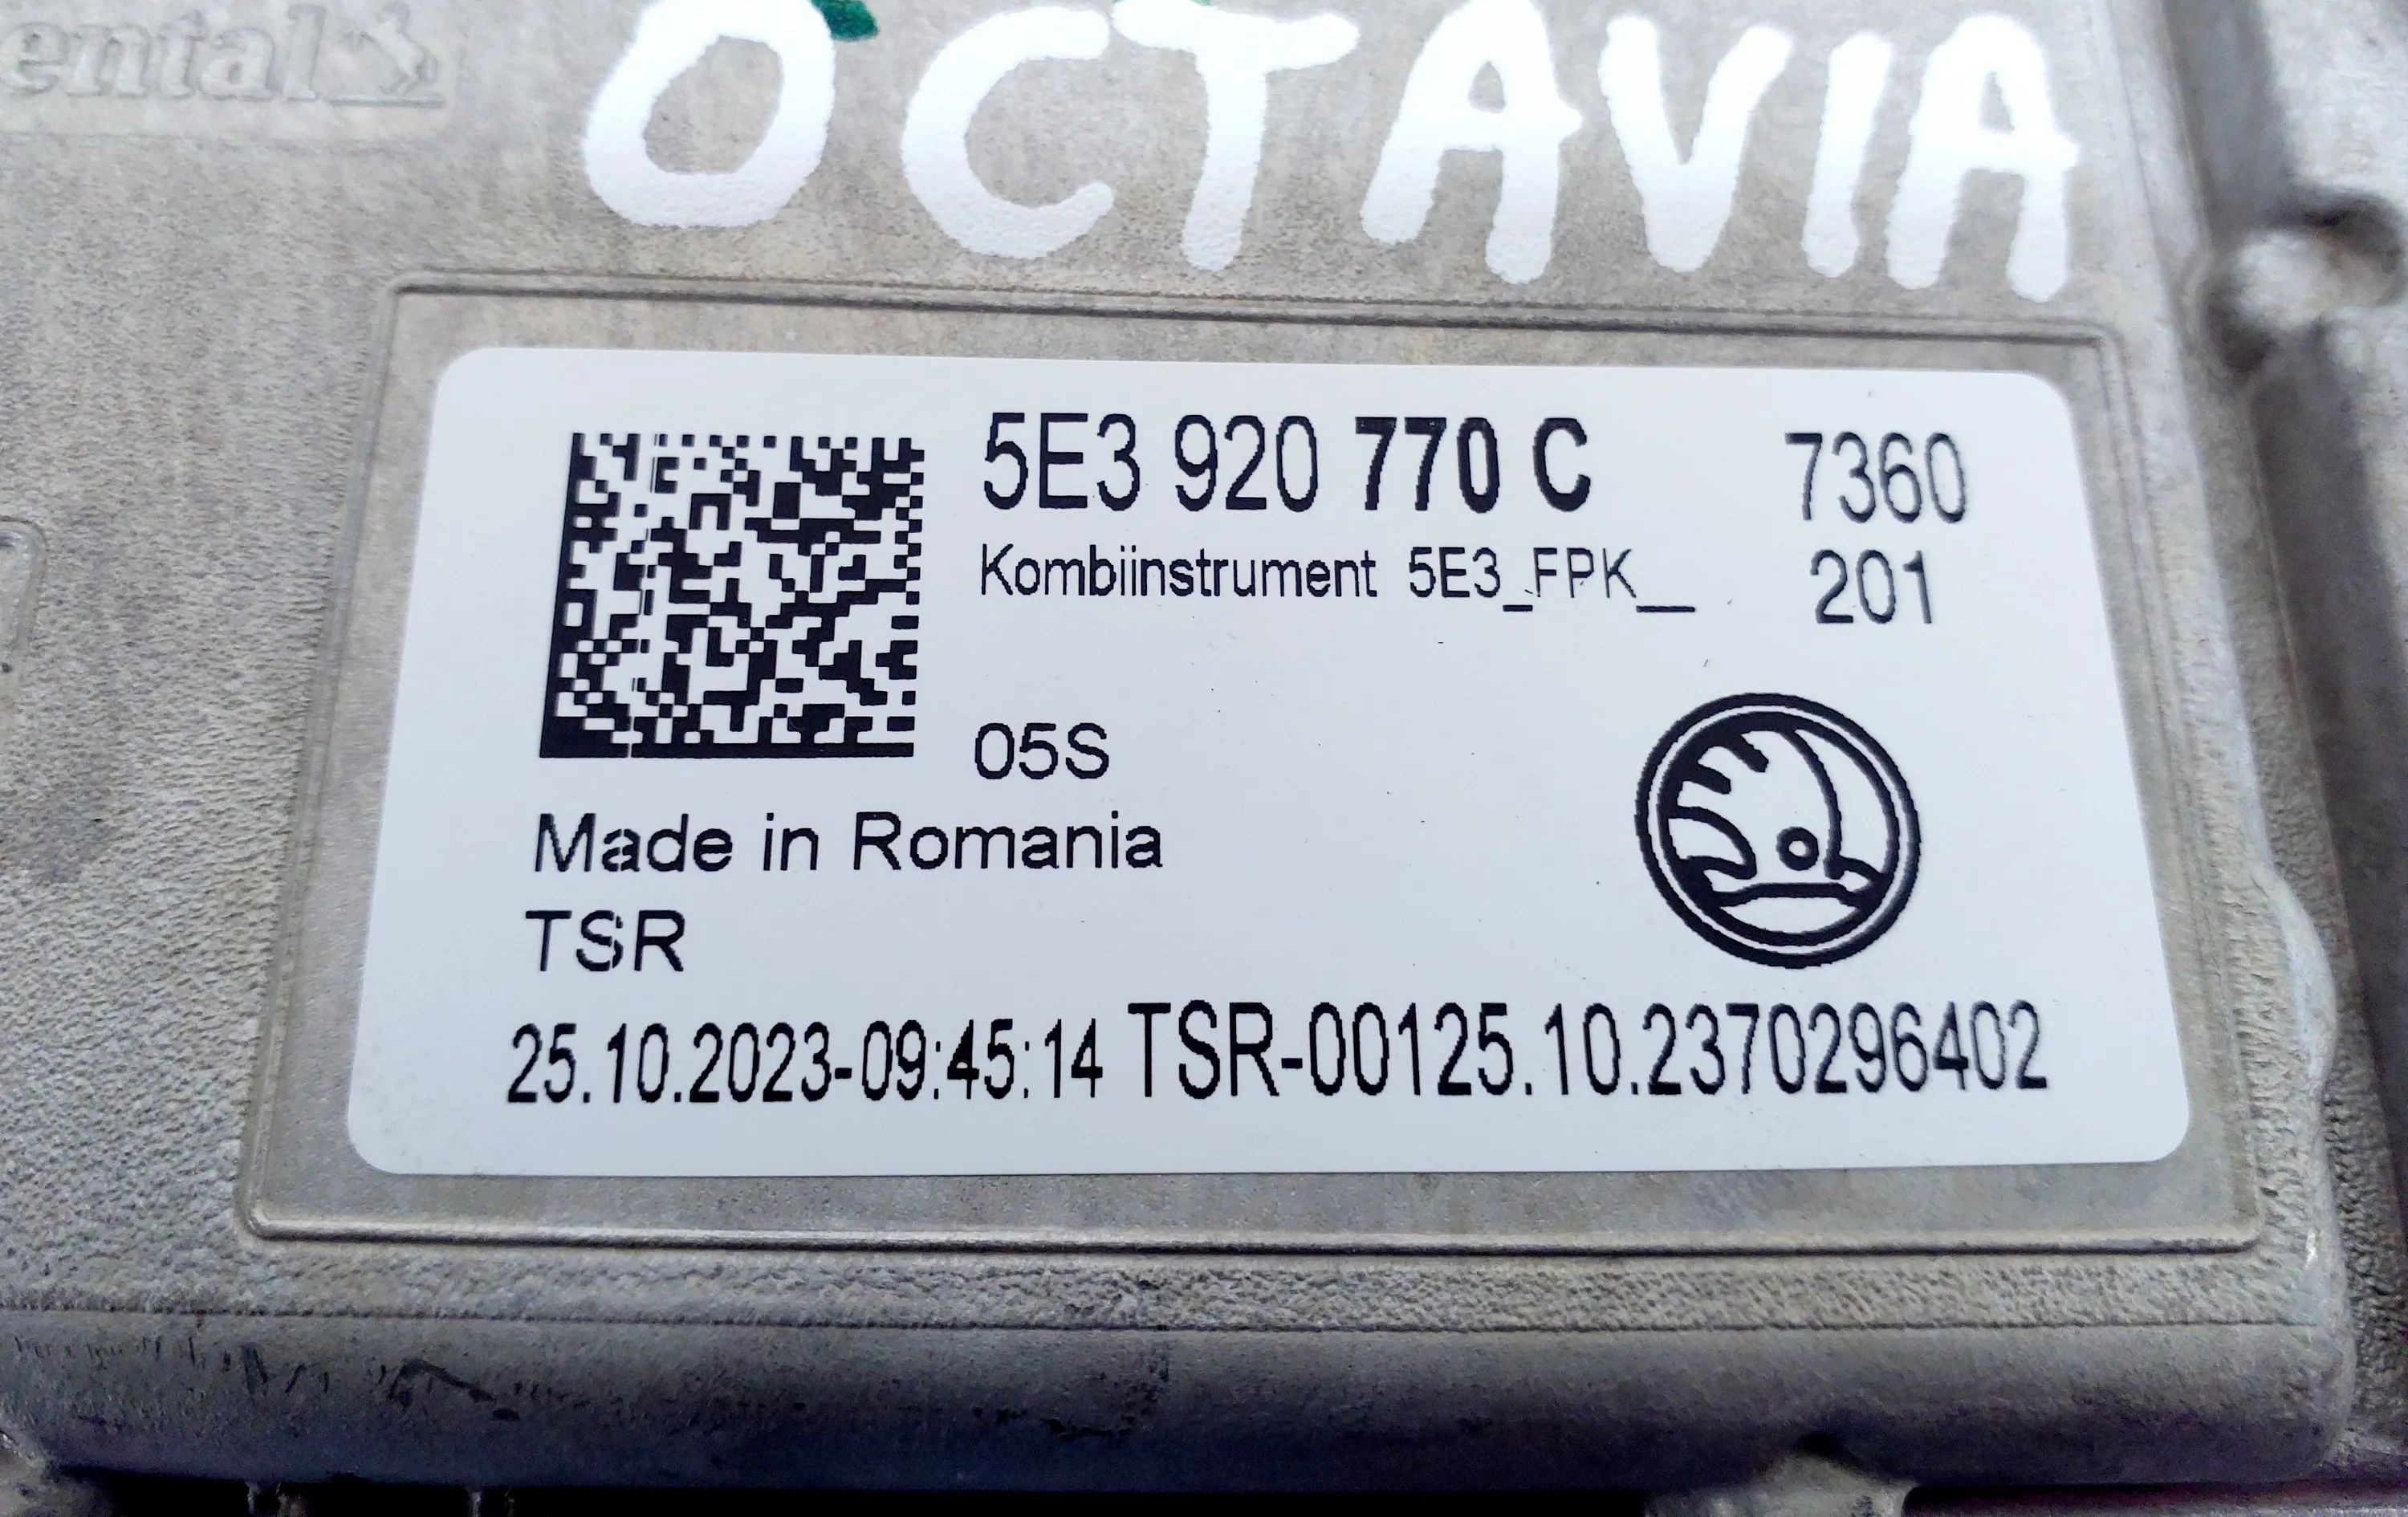 ental
OCTAVIA
5E3 920 770 C 7360
Kombiinstrument 5E3_FPK__ 201
05S
Made in Romania
TSR
25.10.2023-09:45:14 TSR-00125.10.2370296402